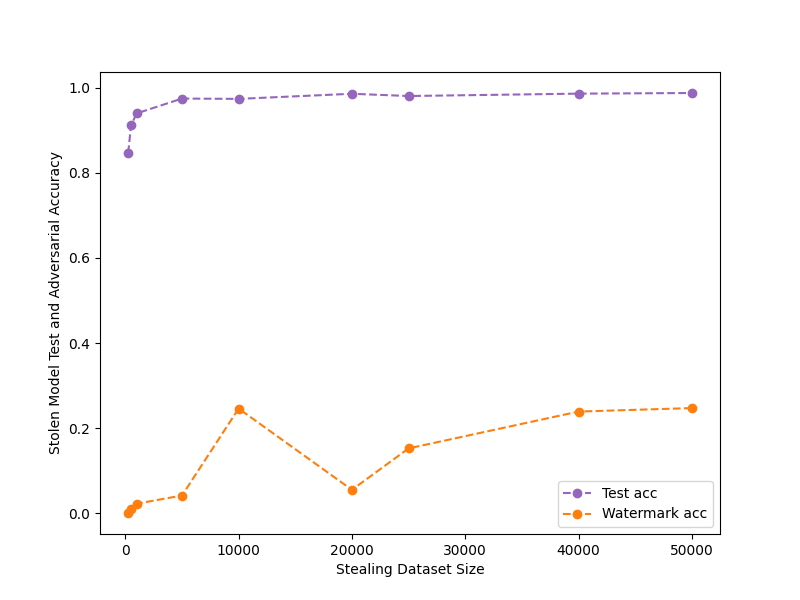 1.0
0.8
0.6
0.4
0.2
0.0
Stolen Model Test and Adversarial Accuracy
Test acc
Watermark acc
0 10000 20000 30000 40000 50000
Stealing Dataset Size